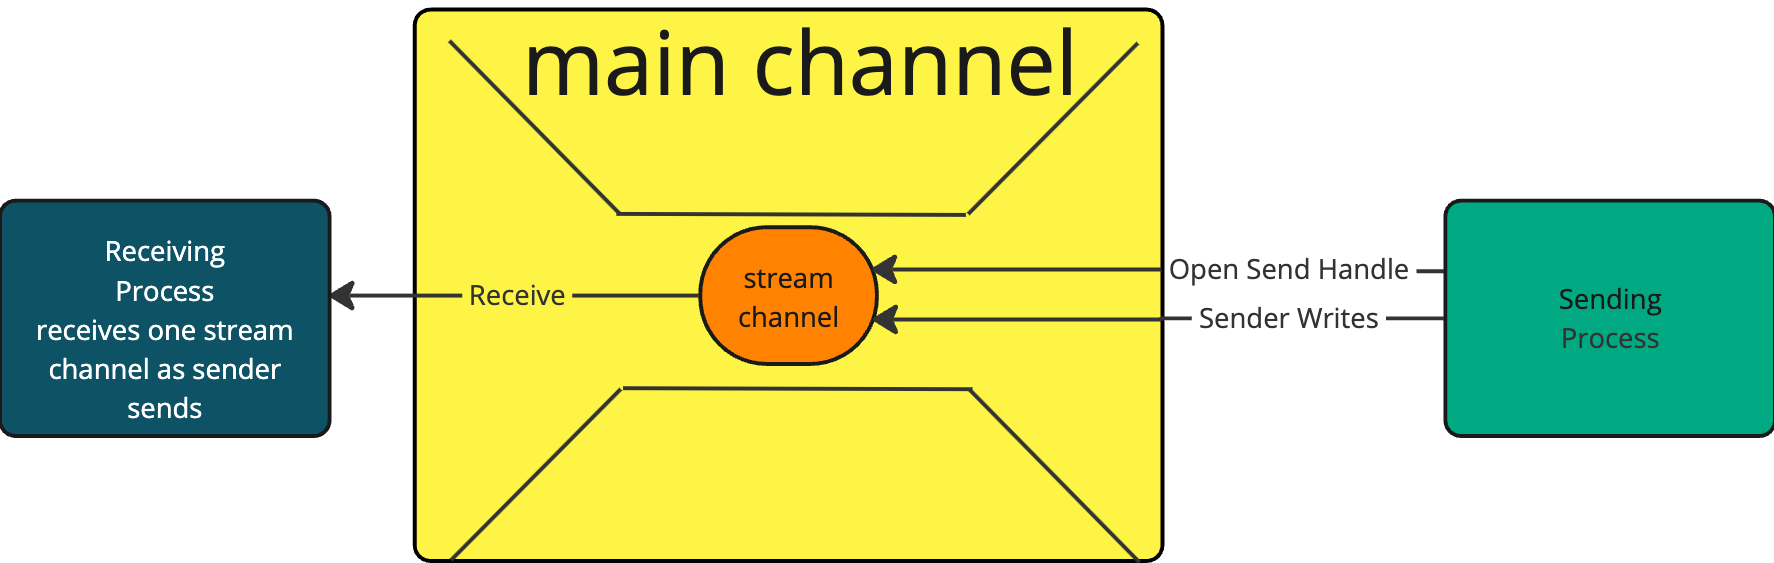 main channel
Receiving
Process
receives one stream
channel as sender
sends
Receive
stream
channel
Open Send Handle
Sender Writes
Sending
Process